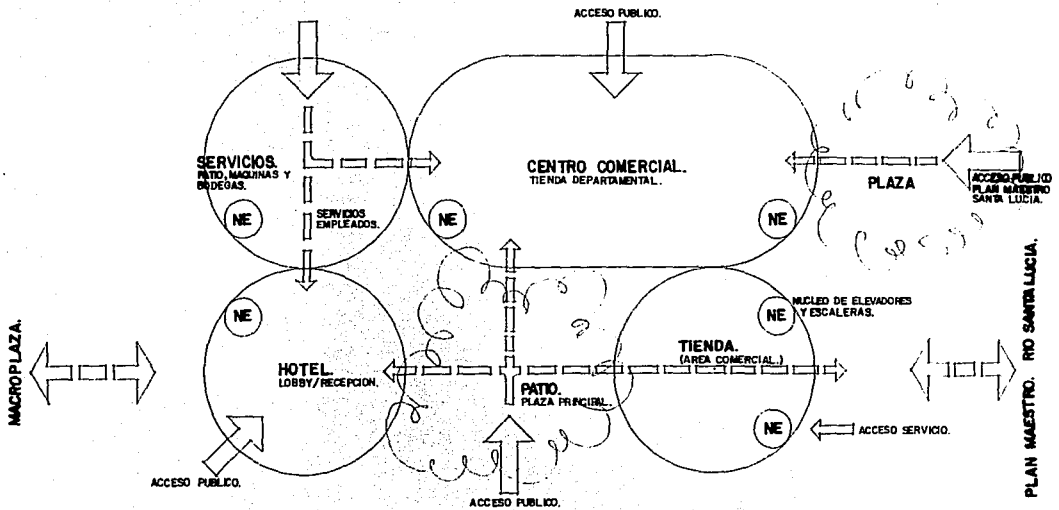 ACCESO PUBLICO.
SERVICIOS.
PATIO, MAQUINAS Y
BODEGAS.
CENTRO COMERCIAL.
TIENDA DEPARTAMENTAL.
PLAZA
ACCESO PUBLICO
PLAN MAESTRO
SANTA LUCIA.
SERVICIOS
EMPLEADOS.
NE
NE
NE
NE
NE
NUCLEO DE ELEVADORES
Y ESCALERAS.
MACROPLAZA.
HOTEL.
LOBBY/RECEPCION.
PATIO.
PLAZA PRINCIPAL.
TIENDA.
(AREA COMERCIAL.)
NE
ACCESO SERVICIO.
ACCESO PUBLICO.
ACCESO PUBLICO.
PLAN MAESTRO. RIO SANTA LUCIA.